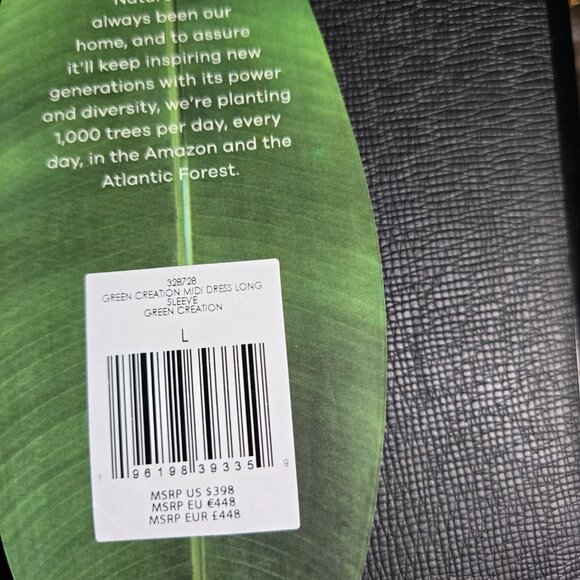 Nature
always been our
home, and to assure
it'll keep inspiring new
generations with its power
and diversity, we're planting
1,000 trees per day, every
day, in the Amazon and the
Atlantic Forest.
328728
GREEN CREATION MIDI DRESS LONG
SLEEVE
GREEN CREATION
L
1 96198 39335 9
MSRP US $398
MSRP EU €448
MSRP EUR £448